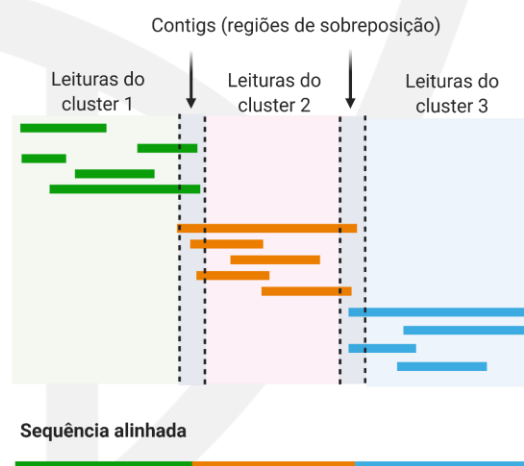 Contigs (regiões de sobreposição)
Leituras do
cluster 1
Leituras do
cluster 2
Leituras do
cluster 3
Sequência alinhada